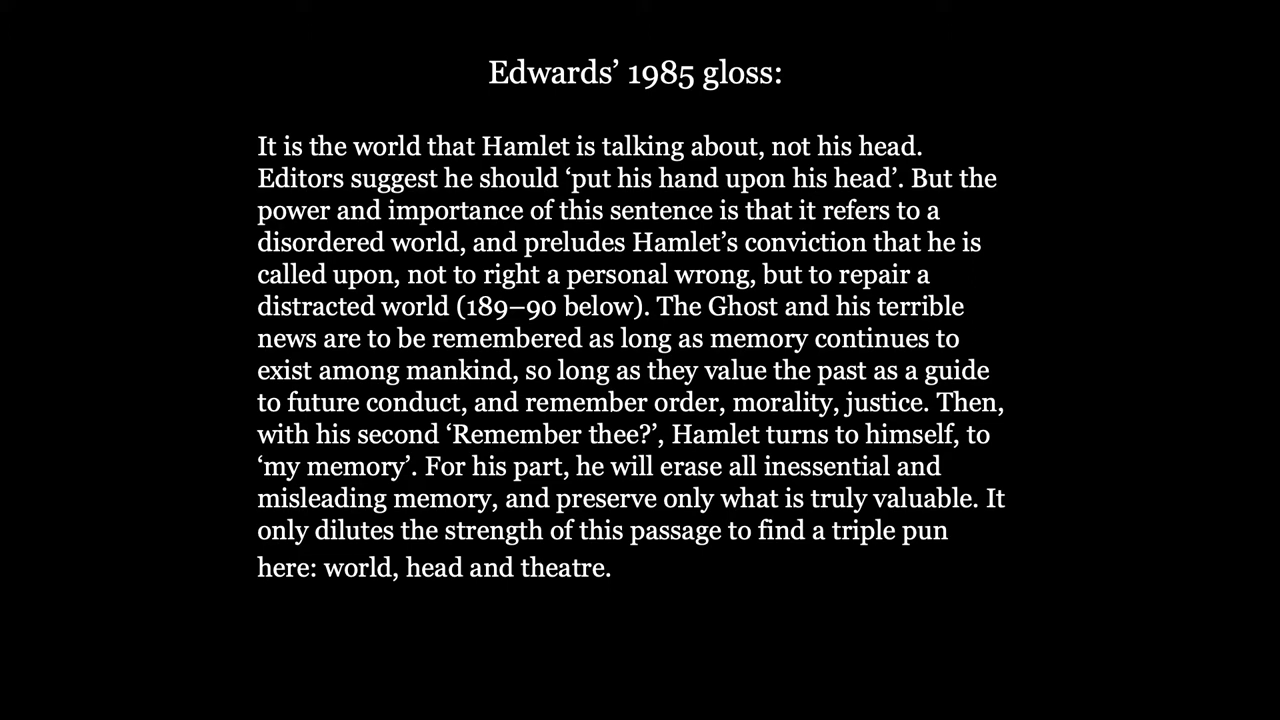 Edwards’ 1985 gloss:
It is the world that Hamlet is talking about, not his head.
Editors suggest he should ‘put his hand upon his head’. But the
power and importance of this sentence is that it refers to a
disordered world, and preludes Hamlet’s conviction that he is
called upon, not to right a personal wrong, but to repair a
distracted world (189–90 below). The Ghost and his terrible
news are to be remembered as long as memory continues to
exist among mankind, so long as they value the past as a guide
to future conduct, and remember order, morality, justice. Then,
with his second ‘Remember thee?’, Hamlet turns to himself, to
‘my memory’. For his part, he will erase all inessential and
misleading memory, and preserve only what is truly valuable. It
only dilutes the strength of this passage to find a triple pun
here: world, head and theatre.